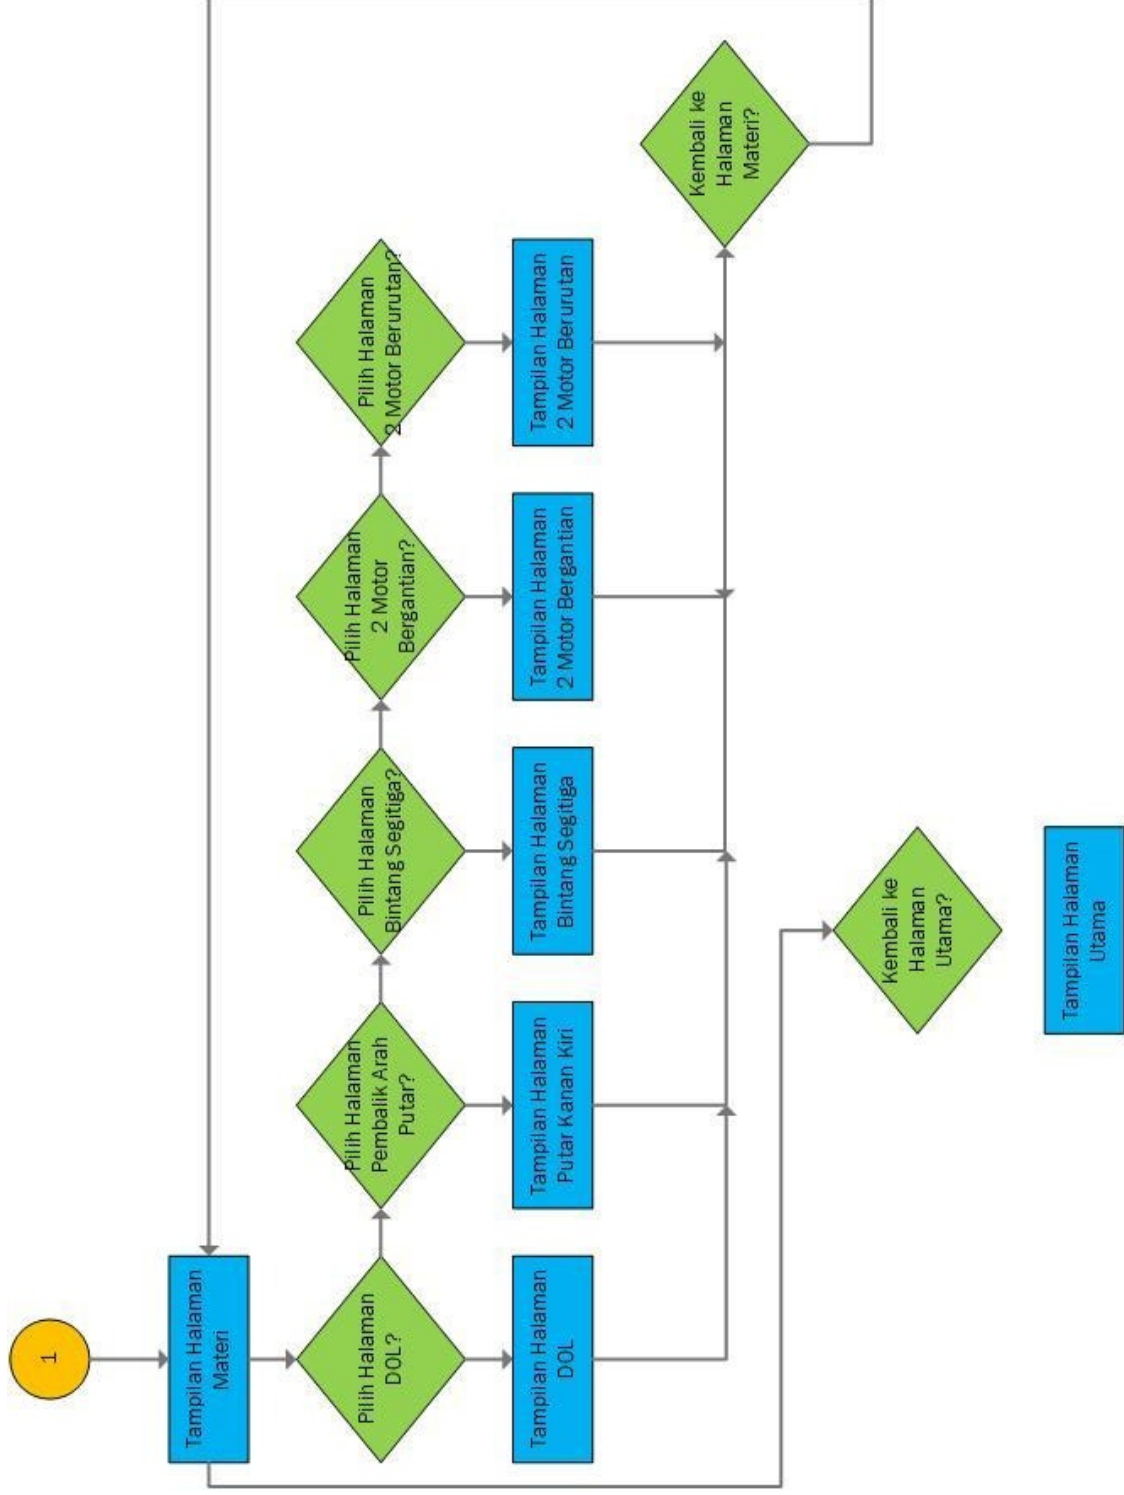 1
Tampilan Halaman
Materi
Pilih Halaman
DOL?
Pilih Halaman
Pembalik Arah
Putar?
Pilih Halaman
Bintang Segitiga?
Pilih Halaman
2 Motor
Bergantian?
Pilih Halaman
2 Motor Berurutan?
Tampilan Halaman
DOL
Tampilan Halaman
Putar Kanan Kiri
Tampilan Halaman
Bintang Segitiga
Tampilan Halaman
2 Motor Bergantian
Tampilan Halaman
2 Motor Berurutan
Kembali ke
Halaman
Materi?
Kembali ke
Halaman
Utama?
Tampilan Halaman
Utama